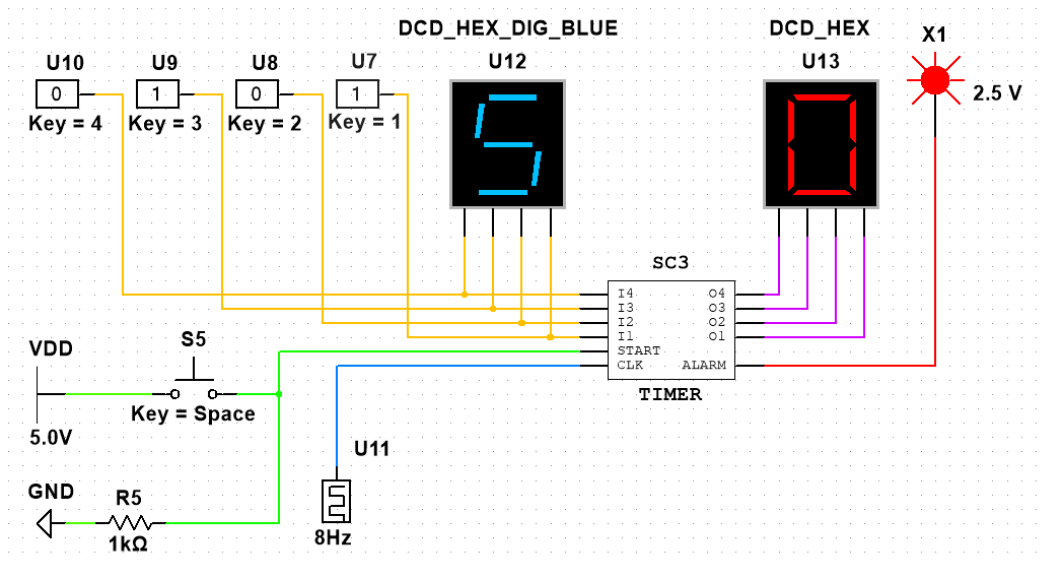 DCD_HEX_DIG_BLUE
DCD_HEX
X1
U10
U9
U8
U7
U12
U13
0
1
0
1
2.5 V
Key = 4
Key = 3
Key = 2
Key = 1
5
0
SC3
I4
O4
I3
O3
I2
O2
I1
O1
START
CLK
ALARM
TIMER
VDD
S5
Key = Space
5.0V
U11
GND
R5
1kΩ
8Hz